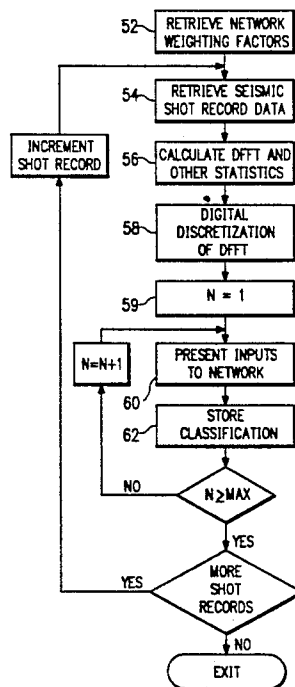 52
RETRIEVE NETWORK
WEIGHTING FACTORS
54
RETRIEVE SEISMIC
SHOT RECORD DATA
INCREMENT
SHOT RECORD
56
CALCULATE DFFT AND
OTHER STATISTICS
58
DIGITAL
DISCRETIZATION
OF DFFT
59
N = 1
N=N+1
PRESENT INPUTS
TO NETWORK
60
62
STORE
CLASSIFICATION
NO
N≥MAX
YES
YES
MORE
SHOT
RECORDS
NO
EXIT